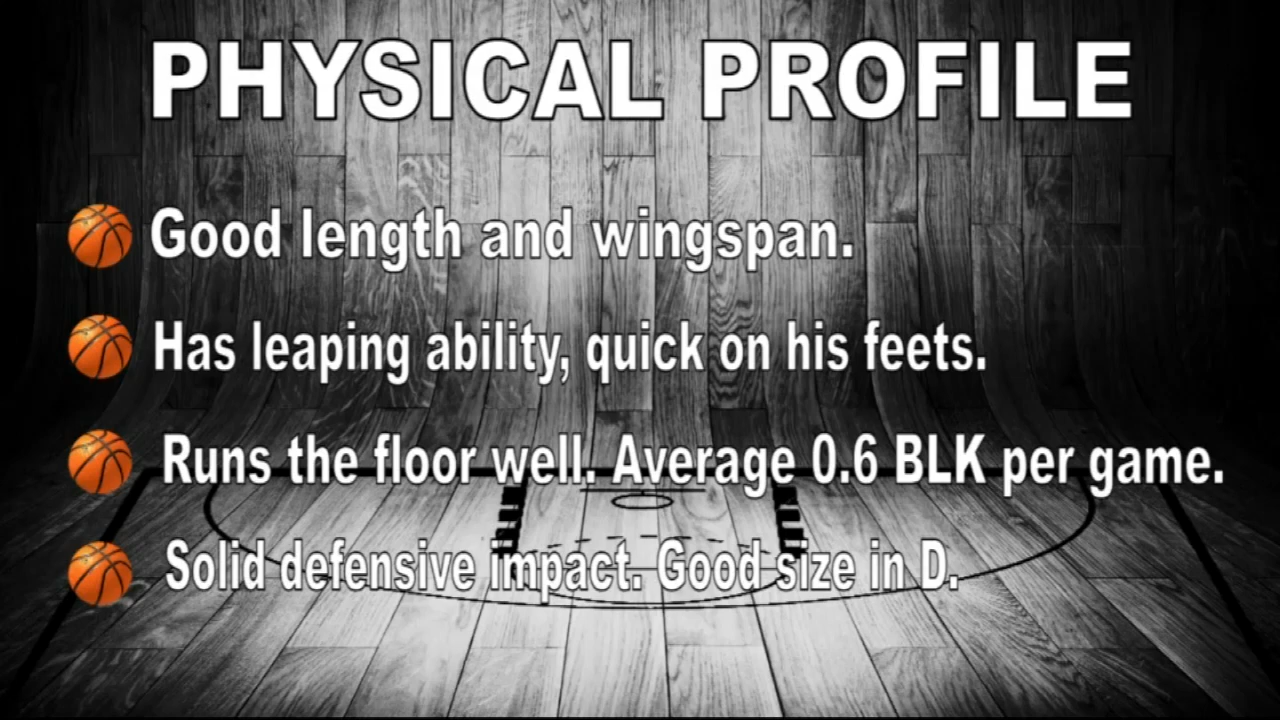 PHYSICAL PROFILE
Good length and wingspan.
Has leaping ability, quick on his feets.
Runs the floor well. Average 0.6 BLK per game.
Solid defensive impact. Good size in D.